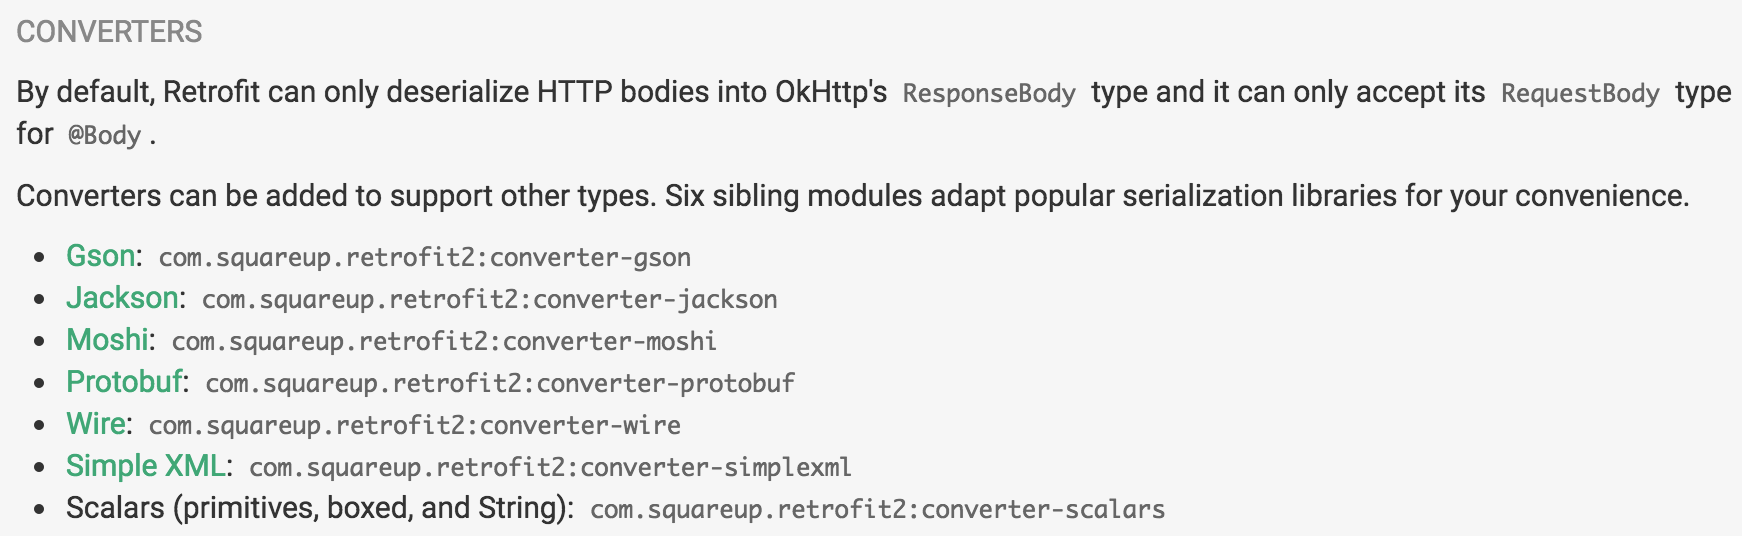 CONVERTERS
By default, Retrofit can only deserialize HTTP bodies into OkHttp's ResponseBody type and it can only accept its RequestBody type
for @Body .
Converters can be added to support other types. Six sibling modules adapt popular serialization libraries for your convenience.
• Gson: com.squareup.retrofit2:converter-gson
• Jackson: com.squareup.retrofit2:converter-jackson
• Moshi: com.squareup.retrofit2:converter-moshi
• Protobuf: com.squareup.retrofit2:converter-protobuf
• Wire: com.squareup.retrofit2:converter-wire
• Simple XML: com.squareup.retrofit2:converter-simplexml
• Scalars (primitives, boxed, and String): com.squareup.retrofit2:converter-scalars